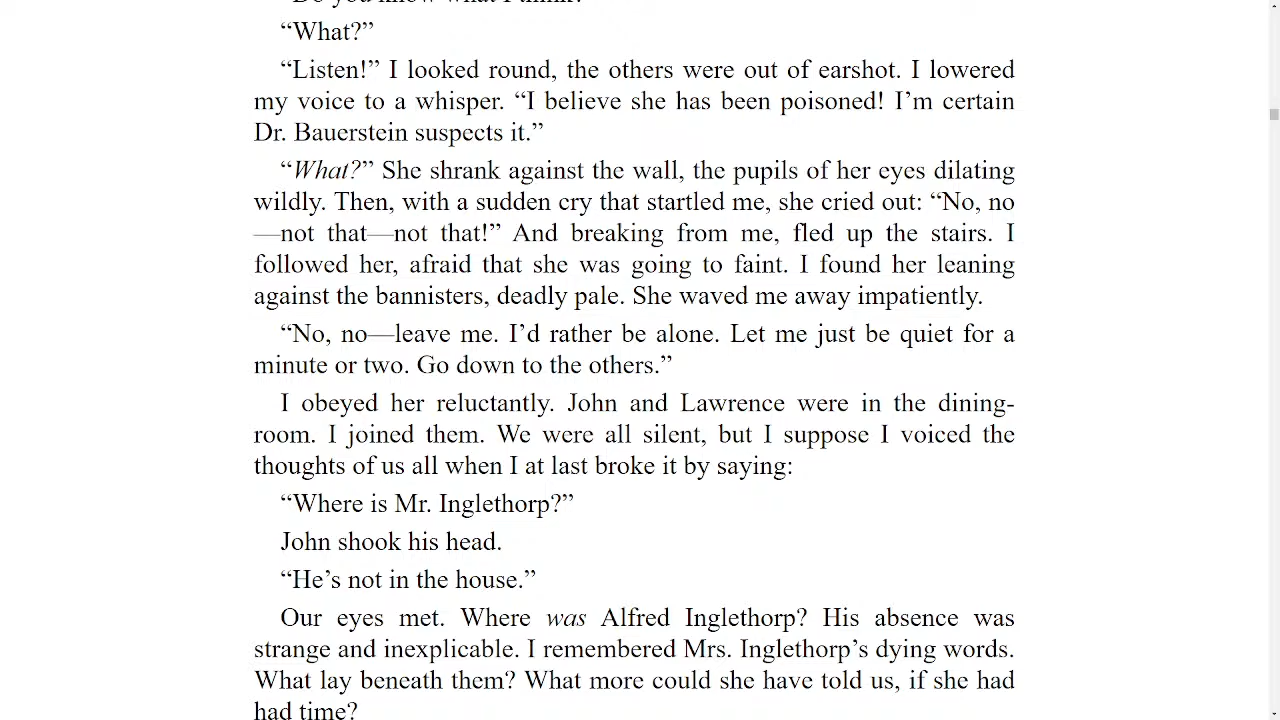 “Do you know what I think?”
“What?”
“Listen!” I looked round, the others were out of earshot. I lowered
my voice to a whisper. “I believe she has been poisoned! I’m certain
Dr. Bauerstein suspects it.”
“What?” She shrank against the wall, the pupils of her eyes dilating
wildly. Then, with a sudden cry that startled me, she cried out: “No, no
—not that—not that!” And breaking from me, fled up the stairs. I
followed her, afraid that she was going to faint. I found her leaning
against the bannisters, deadly pale. She waved me away impatiently.
“No, no—leave me. I’d rather be alone. Let me just be quiet for a
minute or two. Go down to the others.”
I obeyed her reluctantly. John and Lawrence were in the dining-
room. I joined them. We were all silent, but I suppose I voiced the
thoughts of us all when I at last broke it by saying:
“Where is Mr. Inglethorp?”
John shook his head.
“He’s not in the house.”
Our eyes met. Where was Alfred Inglethorp? His absence was
strange and inexplicable. I remembered Mrs. Inglethorp’s dying words.
What lay beneath them? What more could she have told us, if she had
had time?